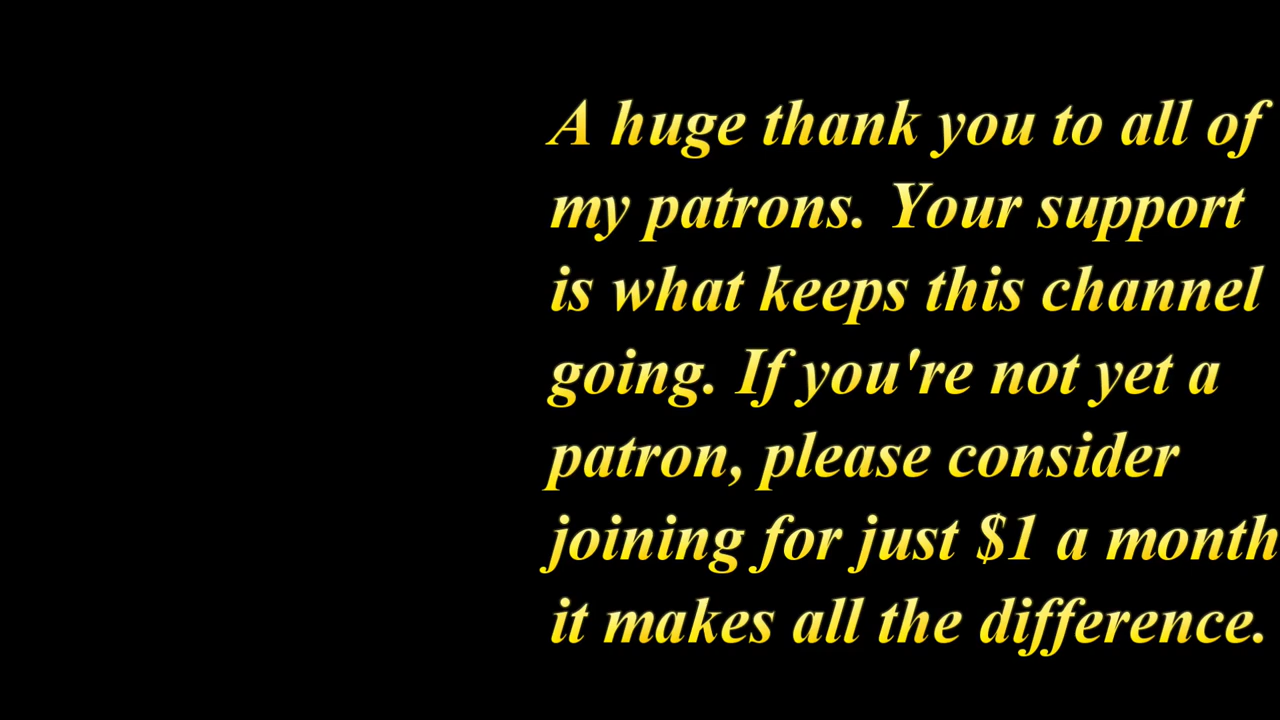 A huge thank you to all of
my patrons. Your support
is what keeps this channel
going. If you're not yet a
patron, please consider
joining for just $1 a month
it makes all the difference.